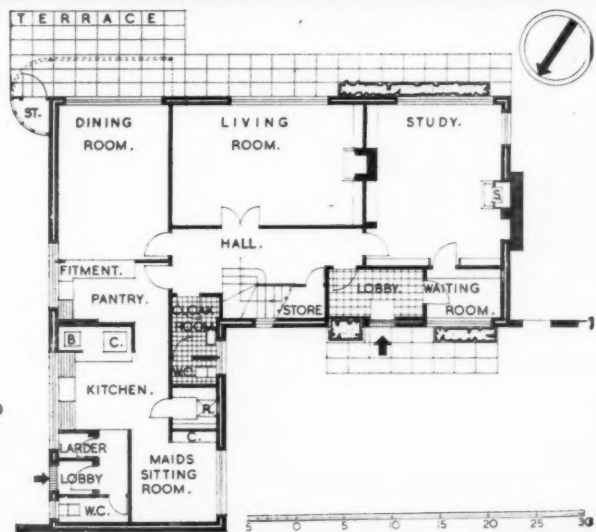 TERRACE
ST.
DINING
ROOM.
LIVING
ROOM.
STUDY.
S.
HALL.
FITMENT.
PANTRY.
CLOAK
ROOM
STORE
LOBBY.
WAITING
ROOM.
B
C.
W.C.
KITCHEN.
R.
C.
LARDER
LOBBY
W.C.
MAIDS
SITTING
ROOM.
5 0 5 10 15 20 25 30